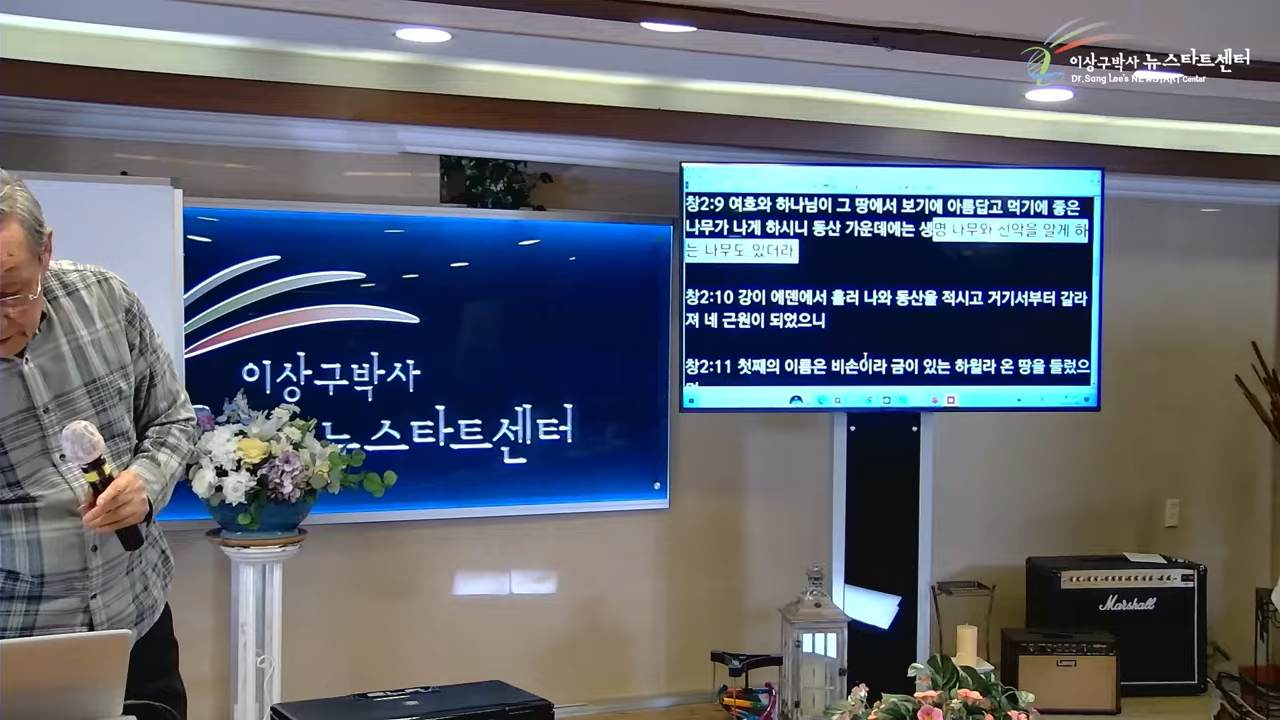 이상구박사 뉴스타트센터
Dr. Sang Lee's NEWSTART Center
창2:9 여호와 하나님이 그 땅에서 보기에 아름답고 먹기에 좋은
나무가 나게 하시니 동산 가운데에는 생명 나무와 선악을 알게 하
는 나무도 있더라
창2:10 강이 에덴에서 흘러 나와 동산을 적시고 거기서부터 갈라
져 네 근원이 되었으니
창2:11 첫째의 이름은 비손이라 금이 있는 하윌라 온 땅을 둘렀으
이상구박사
뉴스타트센터
Marshall
Laney